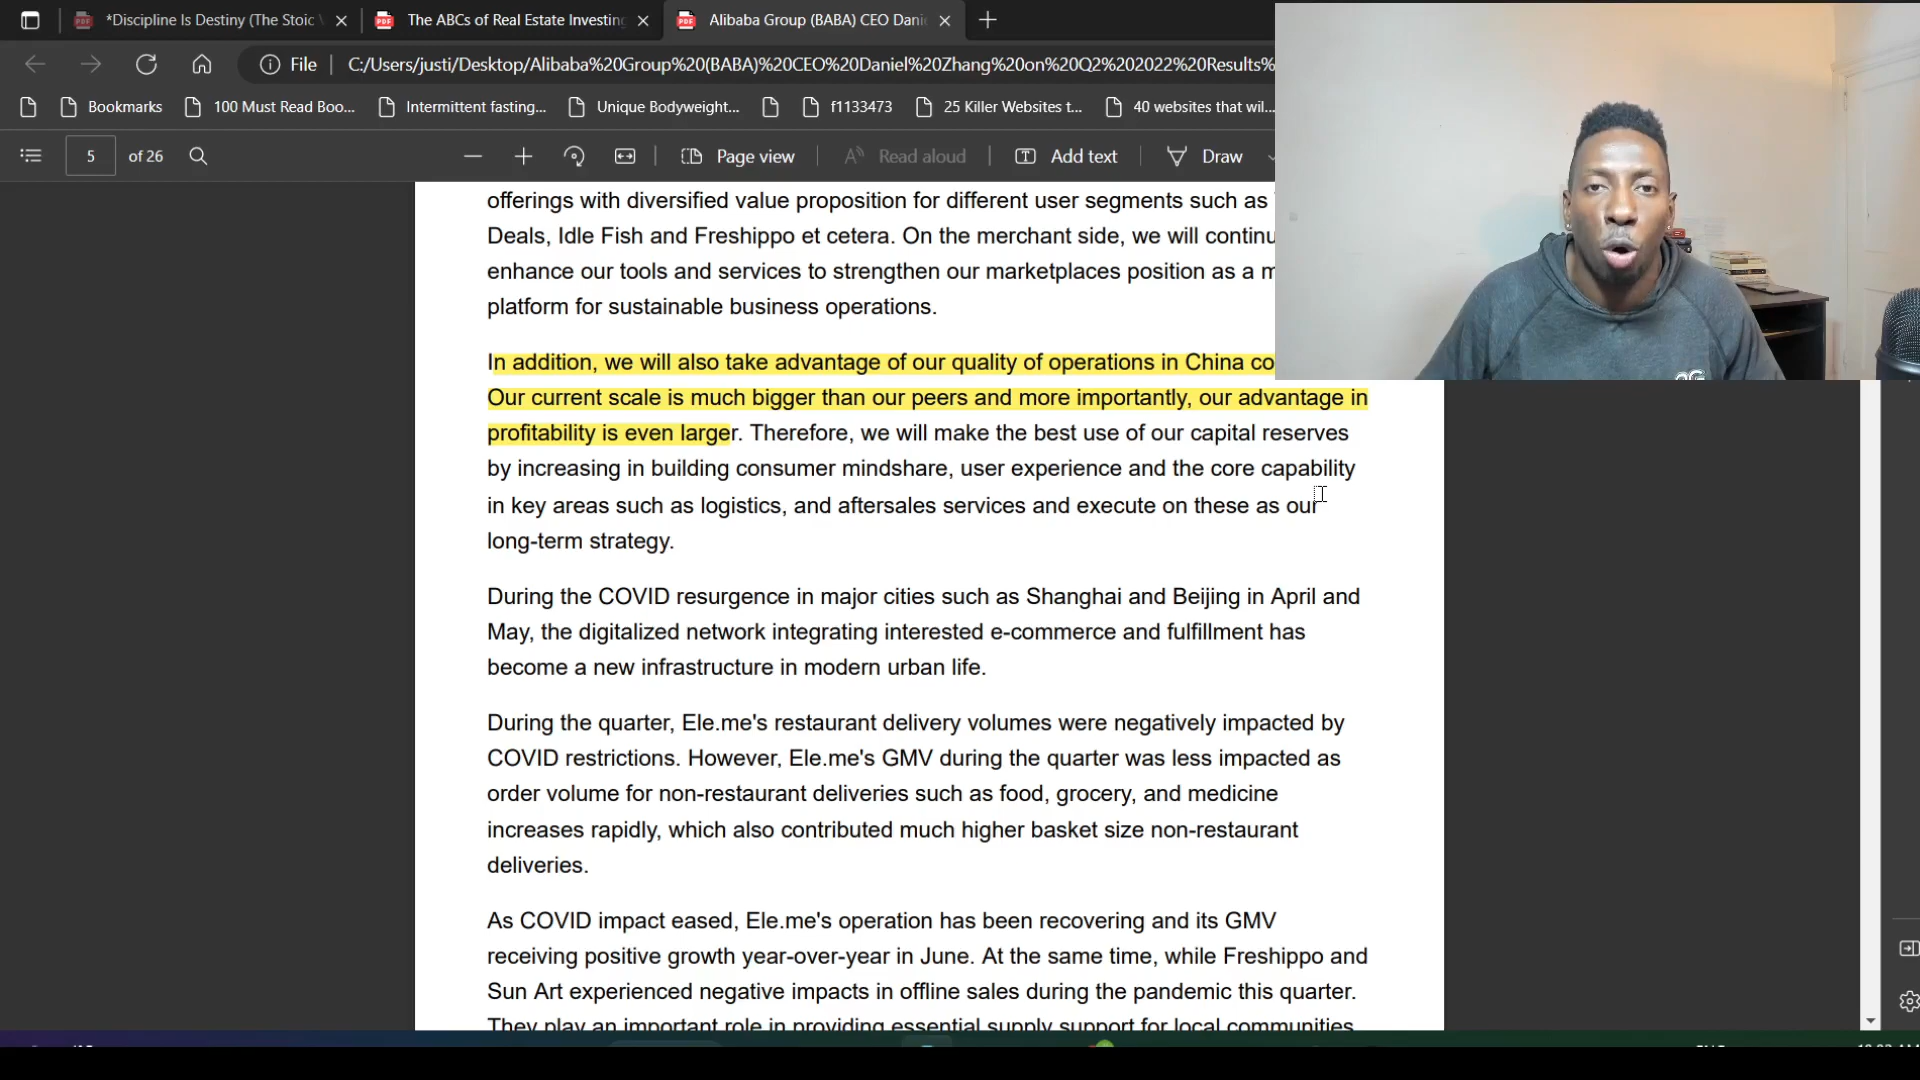 *Discipline Is Destiny (The Stoic
The ABCs of Real Estate Investing
Alibaba Group (BABA) CEO Dani
File
C:/Users/justi/Desktop/Alibaba%20Group%20(BABA)%20CEO%20Daniel%20Zhang%20on%20Q2%202022%20Results%
Bookmarks
100 Must Read Boo...
Intermittent fasting...
Unique Bodyweight...
f1133473
25 Killer Websites t...
40 websites that wil...
5 of 26
Page view
Read aloud
Add text
Draw
offerings with diversified value proposition for different user segments such as
Deals, Idle Fish and Freshippo et cetera. On the merchant side, we will continu
enhance our tools and services to strengthen our marketplaces position as a m
platform for sustainable business operations.
In addition, we will also take advantage of our quality of operations in China co
Our current scale is much bigger than our peers and more importantly, our advantage in
profitability is even larger. Therefore, we will make the best use of our capital reserves
by increasing in building consumer mindshare, user experience and the core capability
in key areas such as logistics, and aftersales services and execute on these as our
long-term strategy.
During the COVID resurgence in major cities such as Shanghai and Beijing in April and
May, the digitalized network integrating interested e-commerce and fulfillment has
become a new infrastructure in modern urban life.
During the quarter, Ele.me's restaurant delivery volumes were negatively impacted by
COVID restrictions. However, Ele.me's GMV during the quarter was less impacted as
order volume for non-restaurant deliveries such as food, grocery, and medicine
increases rapidly, which also contributed much higher basket size non-restaurant
deliveries.
As COVID impact eased, Ele.me's operation has been recovering and its GMV
receiving positive growth year-over-year in June. At the same time, while Freshippo and
Sun Art experienced negative impacts in offline sales during the pandemic this quarter.
They play an important role in providing essential supply support for local communities